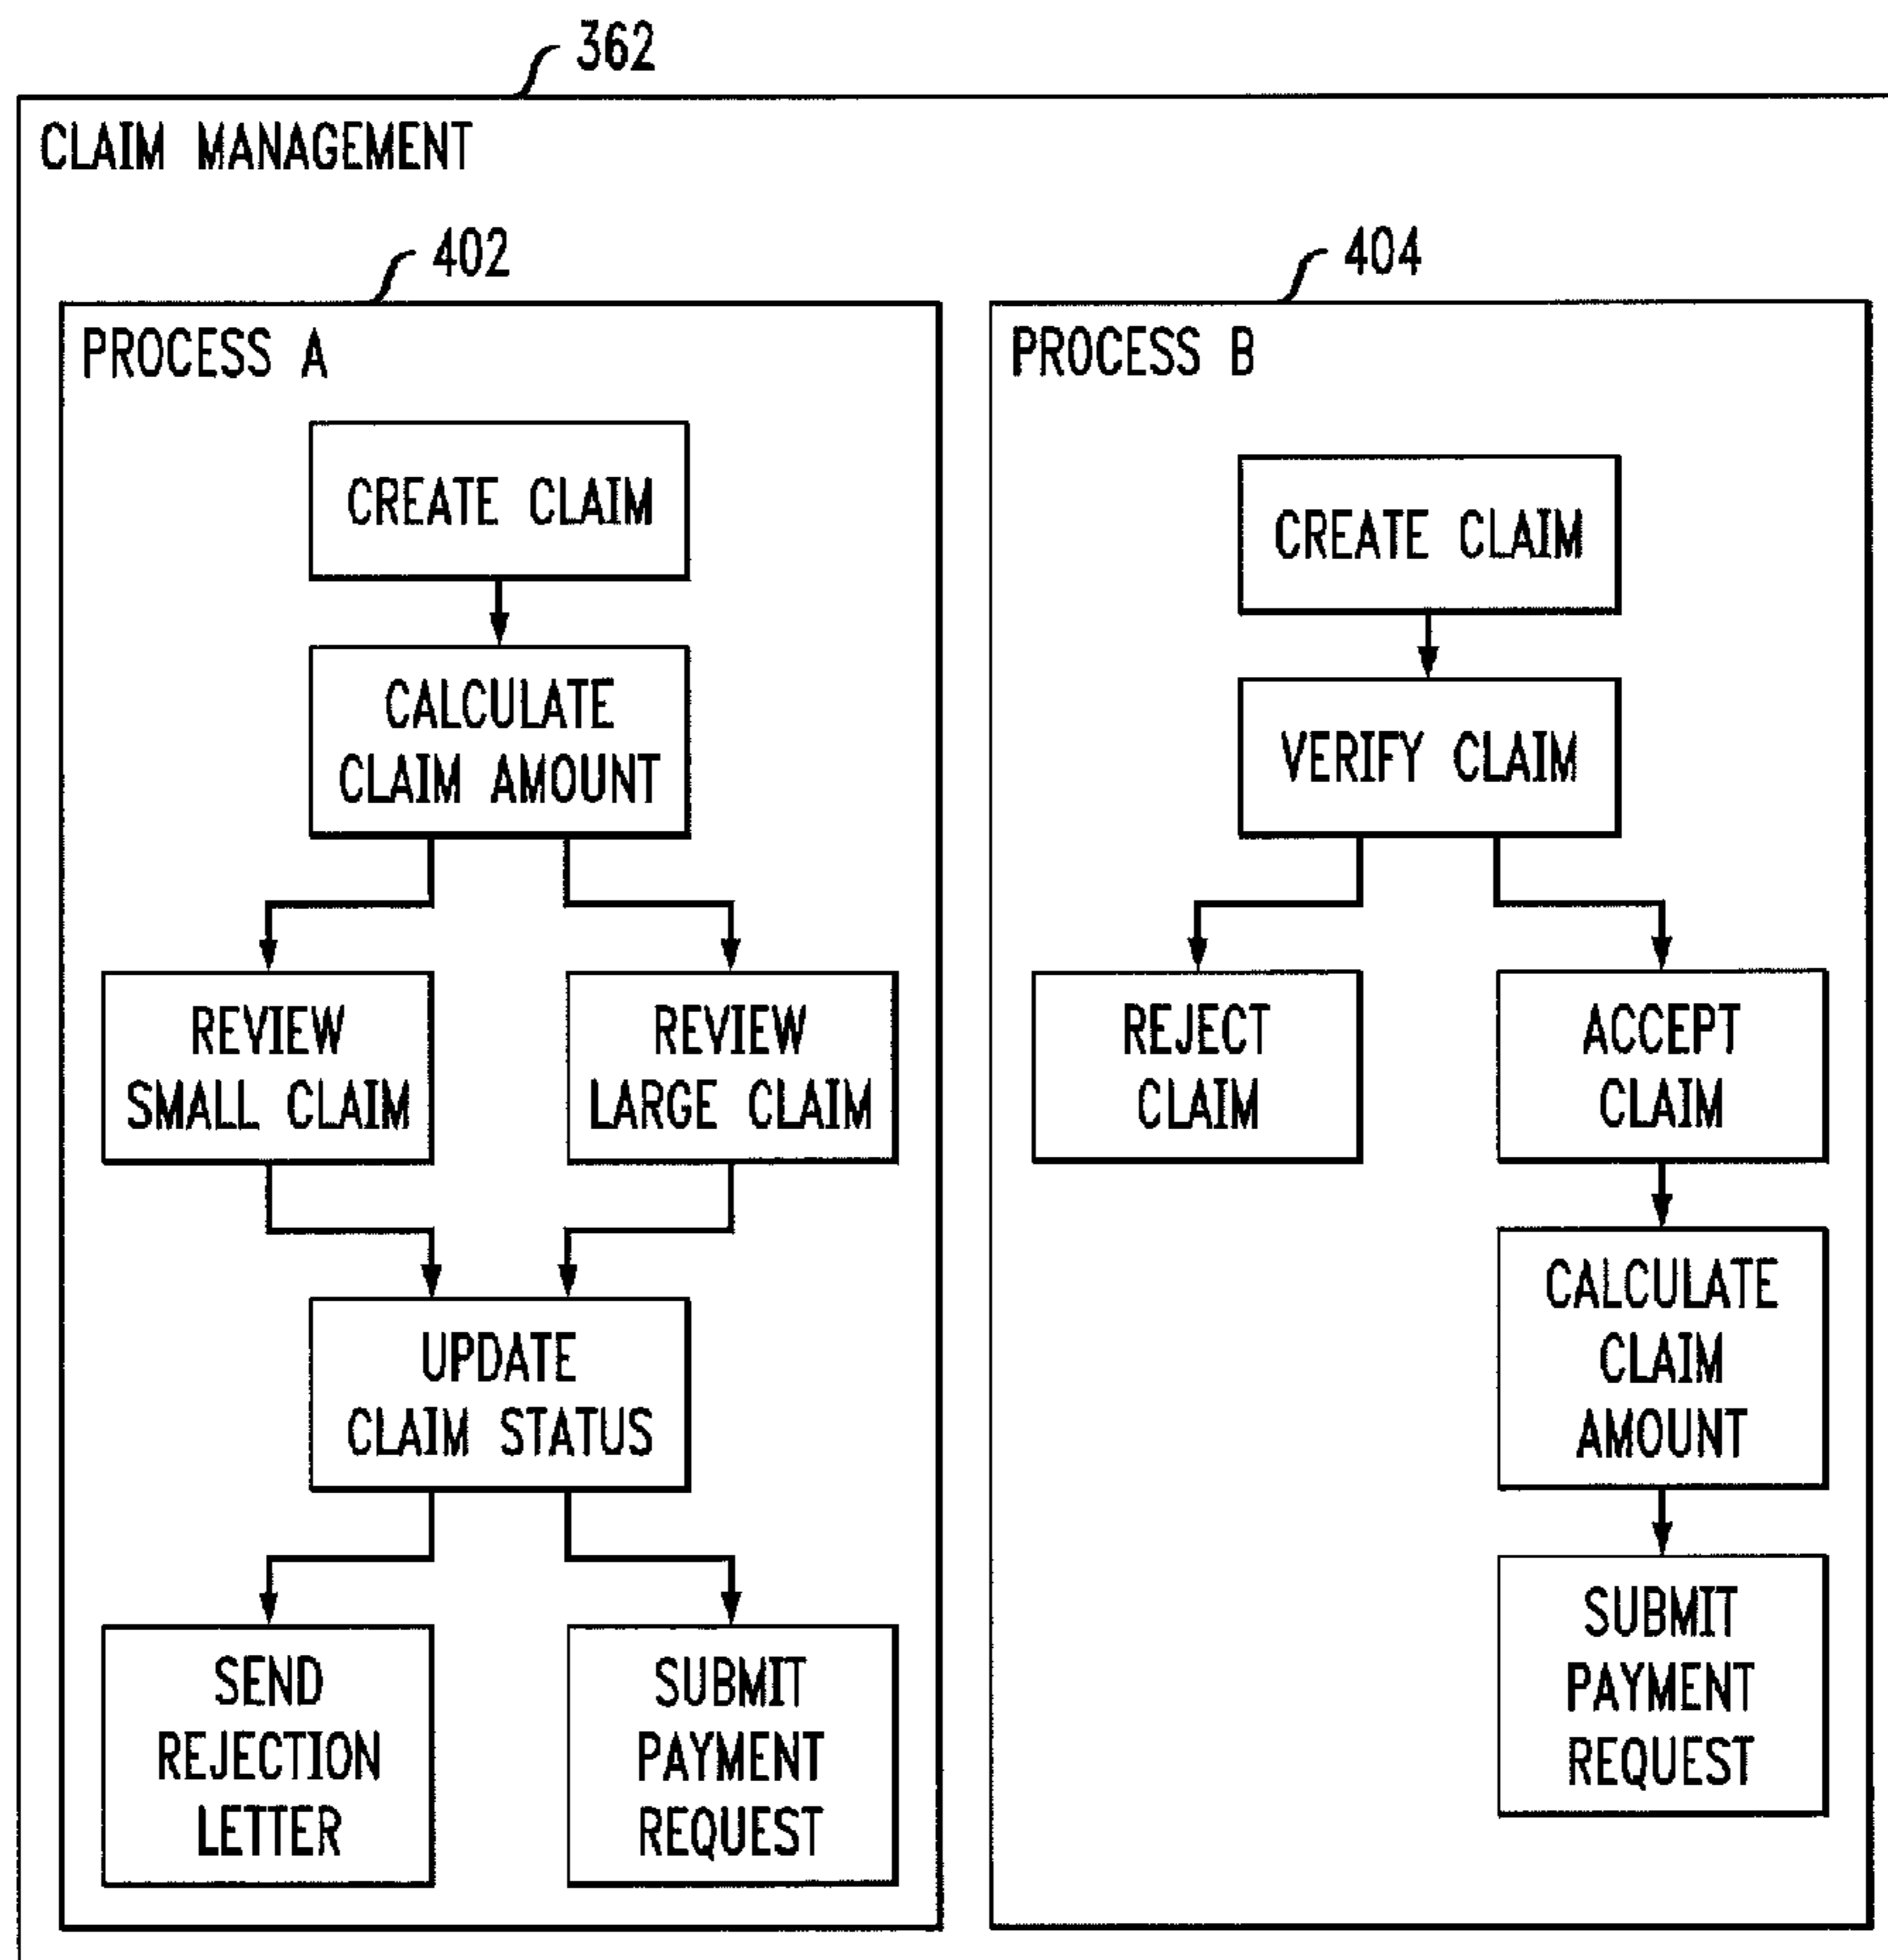 362
CLAIM MANAGEMENT
402
PROCESS A
CREATE CLAIM
CALCULATE
CLAIM AMOUNT
REVIEW
SMALL CLAIM
REVIEW
LARGE CLAIM
UPDATE
CLAIM STATUS
SEND
REJECTION
LETTER
SUBMIT
PAYMENT
REQUEST
404
PROCESS B
CREATE CLAIM
VERIFY CLAIM
REJECT
CLAIM
ACCEPT
CLAIM
CALCULATE
CLAIM
AMOUNT
SUBMIT
PAYMENT
REQUEST